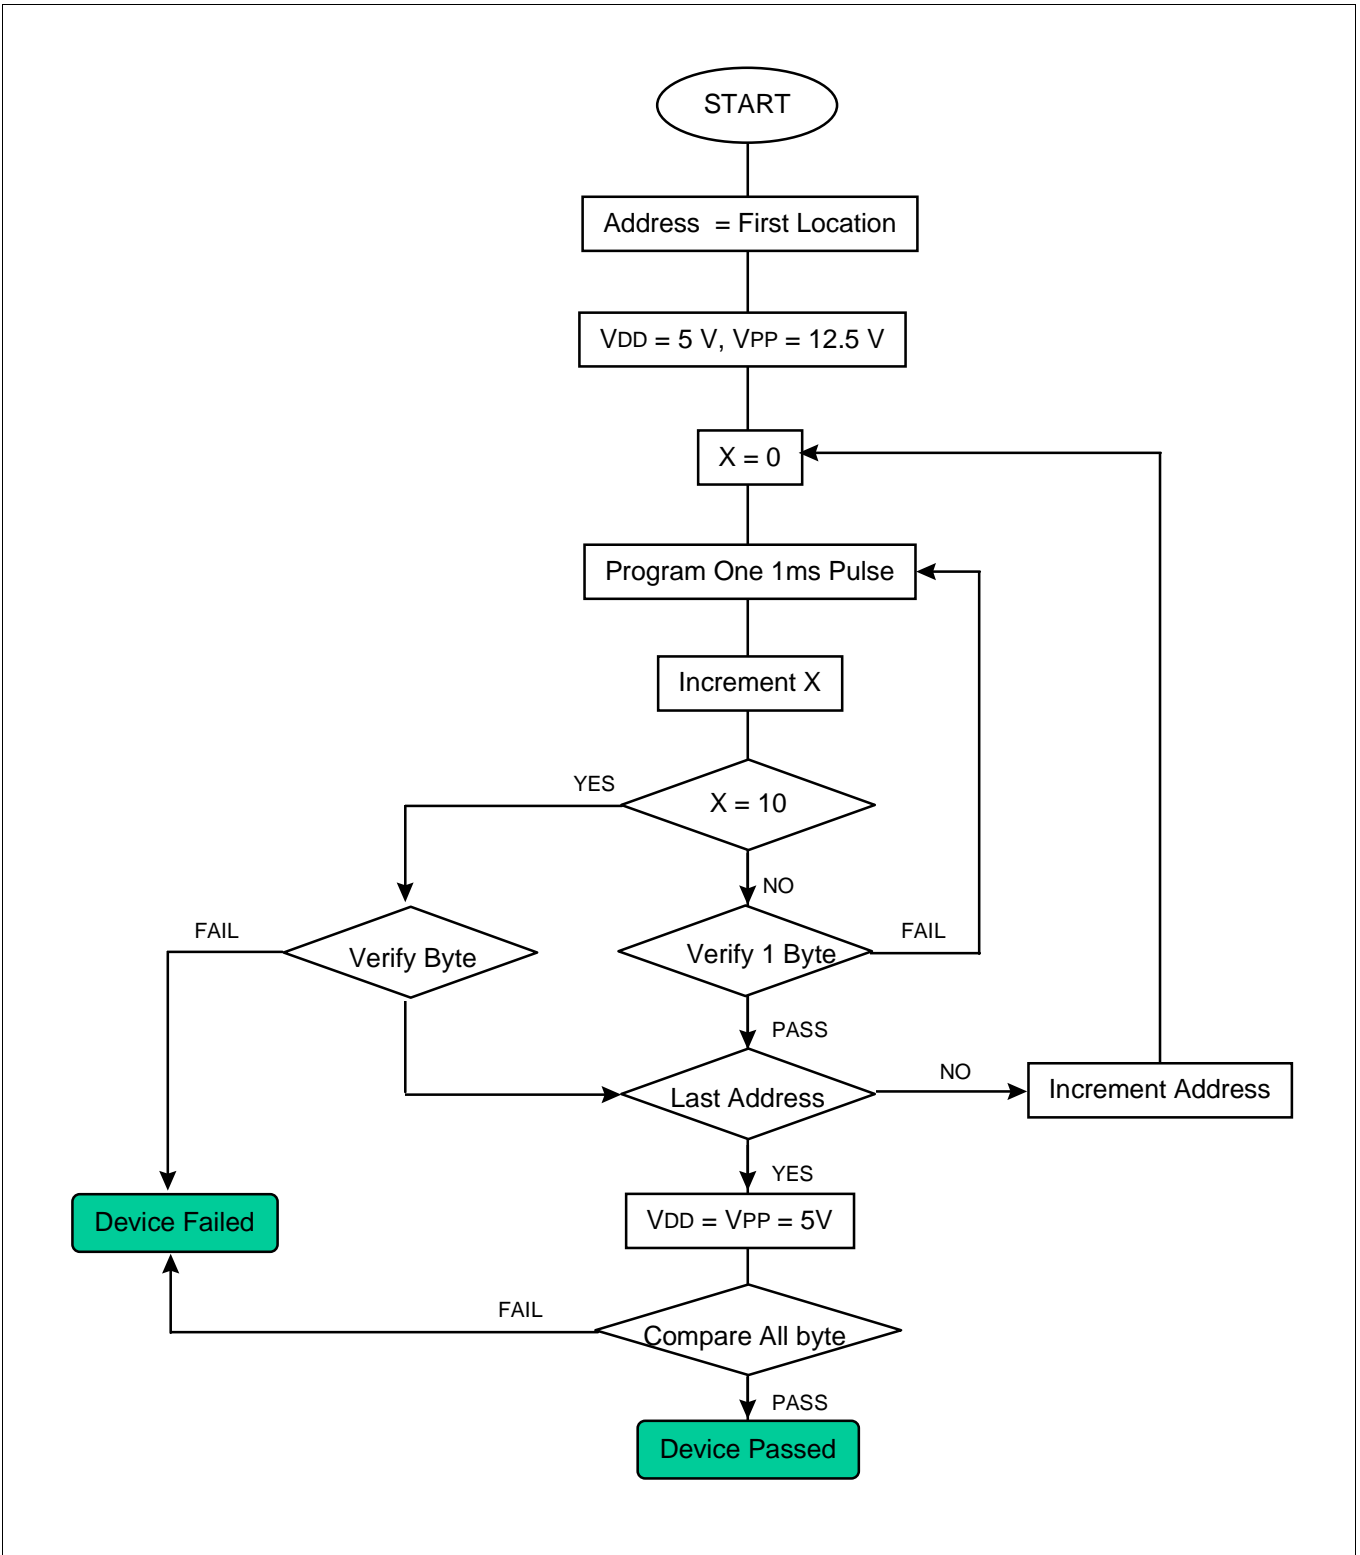 START
Address = First Location
VDD = 5 V, VPP = 12.5 V
X = 0
Program One 1ms Pulse
Increment X
YES
X = 10
NO
FAIL
Verify Byte
Verify 1 Byte
FAIL
PASS
Last Address
NO
Increment Address
YES
Device Failed
VDD = VPP = 5V
FAIL
Compare All byte
PASS
Device Passed